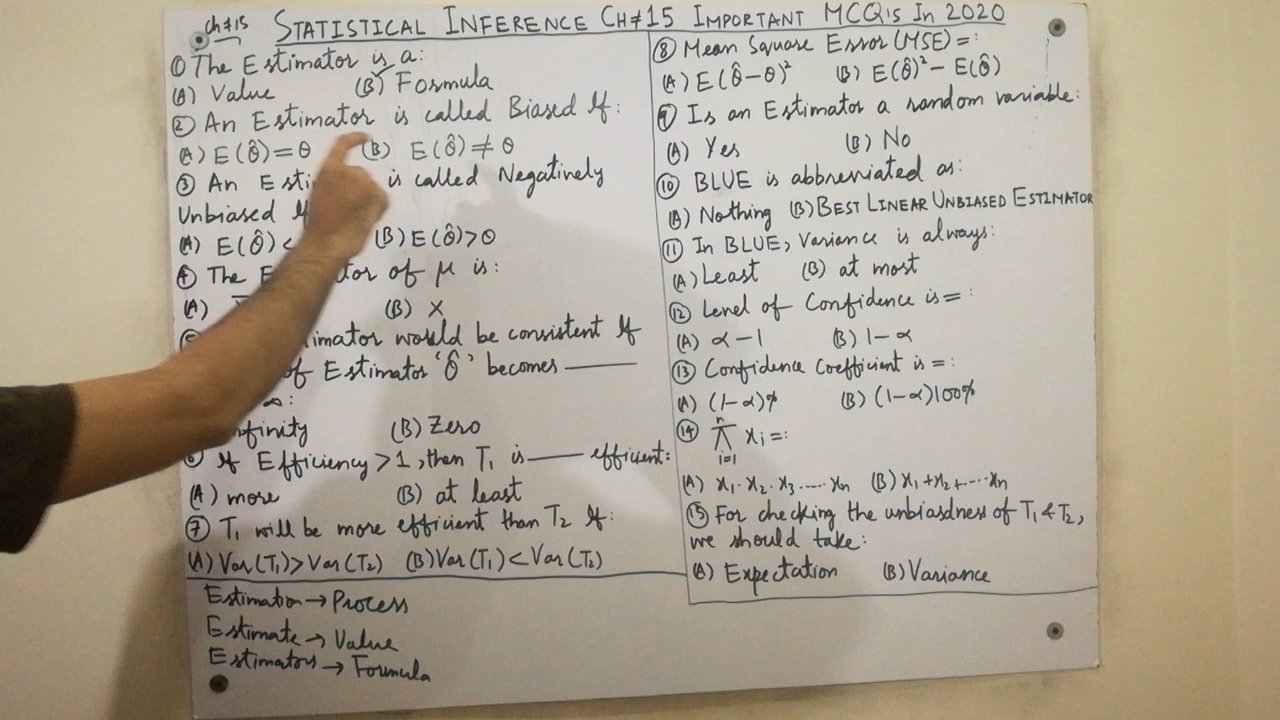 Ch#15
STATISTICAL INFERENCE CH#15 IMPORTANT MCQ's In 2020
① The Estimator is a:
(A) Value (B) Formula
② An Estimator is called Biased If:
(A) E(θ̂)=θ (B) E(θ̂)≠θ
③ An Esti is called Negatively
Unbiased If
(A) E(θ̂)< (B) E(θ̂)>θ
④ The E tor of μ is:
(A) (B) X
imator would be consistent If
of Estimator 'θ̂' becomes ____
∞:
nfinity (B) Zero
⑥ If Efficiency >1, then T₁ is ____ efficient:
(A) more (B) at least
⑦ T₁ will be more efficient than T₂ If:
(A) Var(T₁)>Var(T₂) (B) Var(T₁)<Var(T₂)
Estimation → Process
Estimate → Value
Estimators → Formula
⑧ Mean Square Error (MSE)=:
(A) E(θ̂-θ)² (B) E(θ̂)²-E(θ̂)
⑨ Is an Estimator a random variable:
(A) Yes (B) No
⑩ BLUE is abbreviated as:
(A) Nothing (B) BEST LINEAR UNBIASED ESTIMATOR
⑪ In BLUE, Variance is always:
(A) Least (B) at most
⑫ Level of Confidence is=:
(A) α-1 (B) 1-α
⑬ Confidence Coefficient is=:
(A) (1-α)% (B) (1-α)100%
⑭ n π i=1 xi=:
(A) x₁.x₂.x₃.....xn (B) x₁+x₂+....xn
⑮ For checking the unbiasdness of T₁ & T₂,
we should take:
(A) Expectation (B) Variance